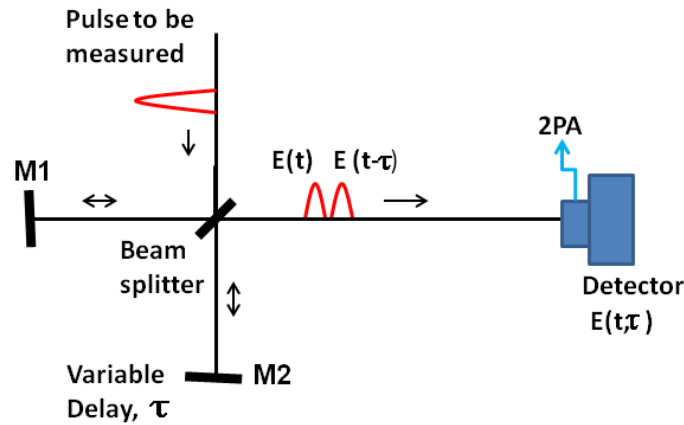 Pulse to be
measured
M1
E(t) E (t-τ)
2PA
Beam
splitter
Detector
E(t,τ)
Variable
Delay, τ
M2